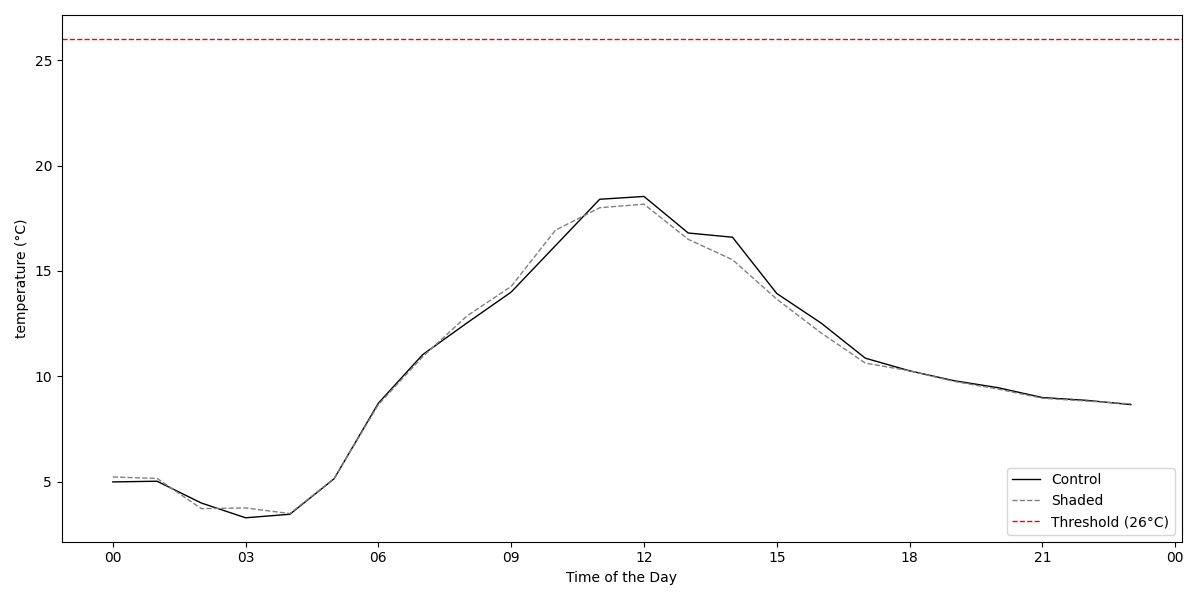 25
20
15
10
5
temperature (°C)
00 03 06 09 12 15 18 21 00
Time of the Day
Control
Shaded
Threshold (26°C)